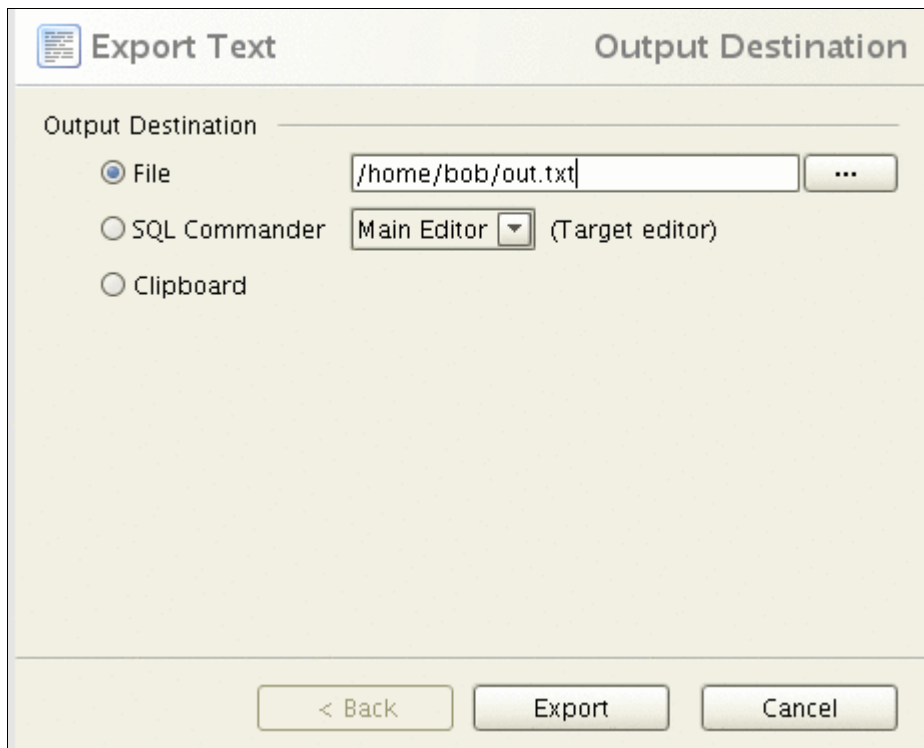 Export Text
Output Destination
Output Destination
File
/home/bob/out.txt
...
SQL Commander
Main Editor
(Target editor)
Clipboard
< Back
Export
Cancel